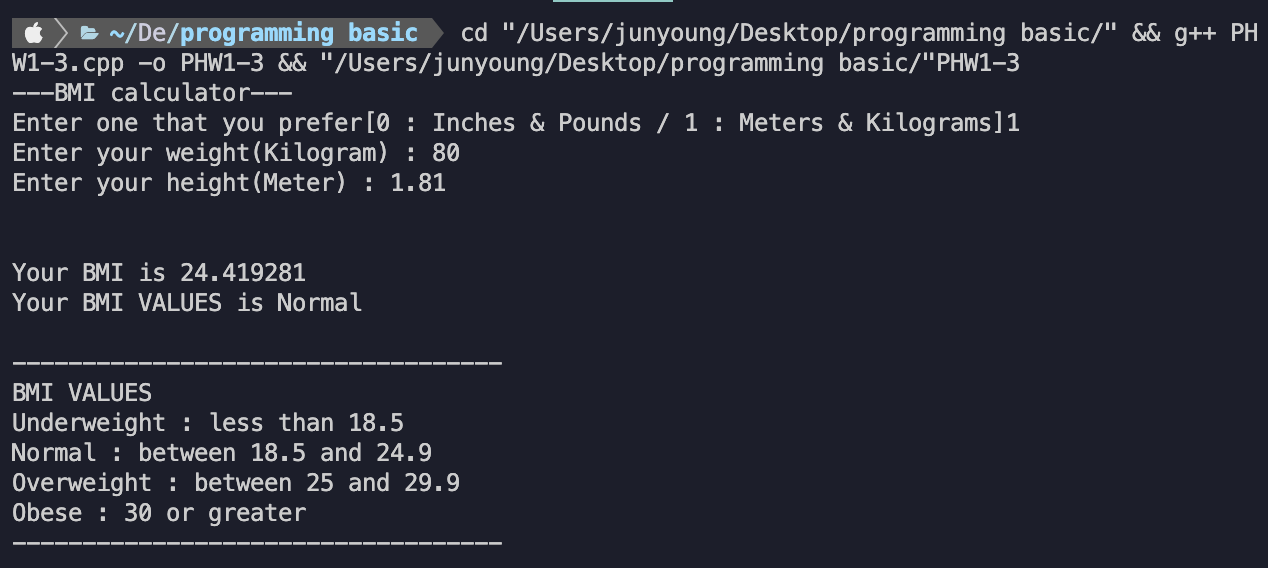 ~/De/programming basic cd "/Users/junyoung/Desktop/programming basic/" && g++ PH
W1-3.cpp -o PHW1-3 && "/Users/junyoung/Desktop/programming basic/"PHW1-3
---BMI calculator---
Enter one that you prefer[0 : Inches & Pounds / 1 : Meters & Kilograms]1
Enter your weight(Kilogram) : 80
Enter your height(Meter) : 1.81
Your BMI is 24.419281
Your BMI VALUES is Normal
-----------------------------------
BMI VALUES
Underweight : less than 18.5
Normal : between 18.5 and 24.9
Overweight : between 25 and 29.9
Obese : 30 or greater
-----------------------------------